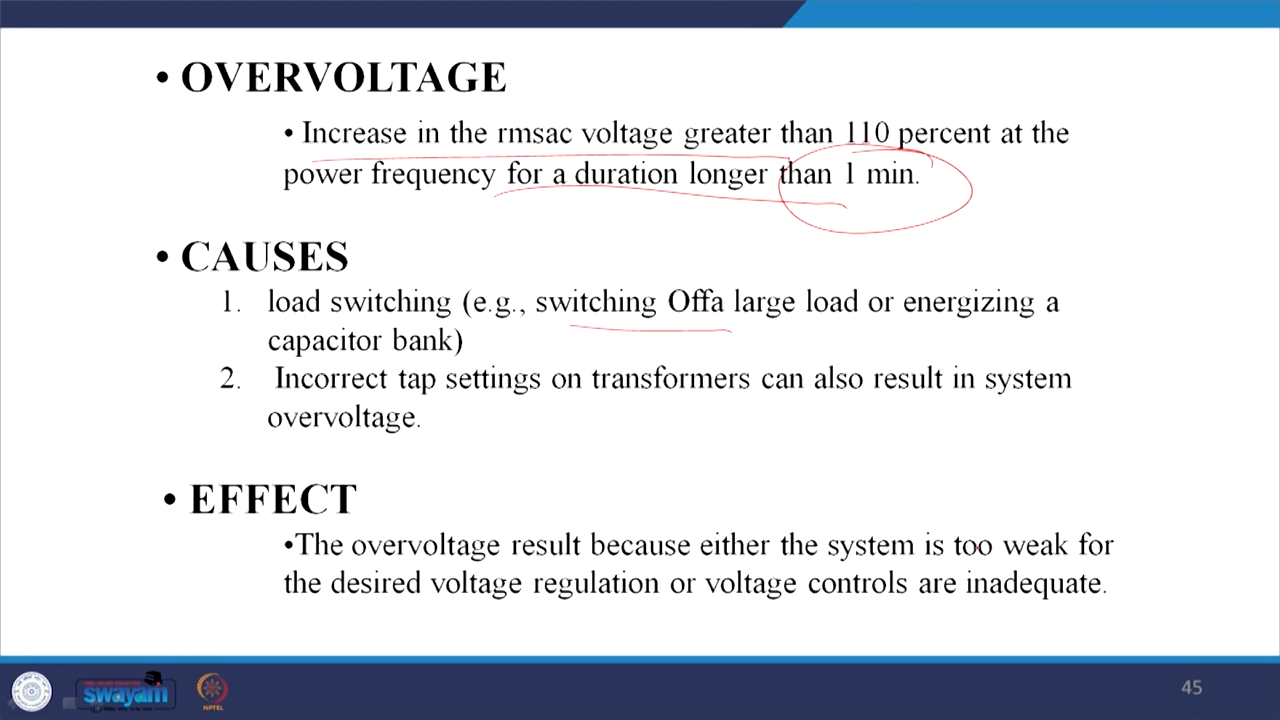 • OVERVOLTAGE
• Increase in the rmsac voltage greater than 110 percent at the
power frequency for a duration longer than 1 min.
• CAUSES
1. load switching (e.g., switching Offa large load or energizing a
capacitor bank)
2. Incorrect tap settings on transformers can also result in system
overvoltage.
• EFFECT
•The overvoltage result because either the system is too weak for
the desired voltage regulation or voltage controls are inadequate.
swayam
NPTEL
45